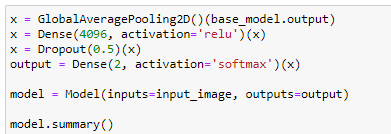 x = GlobalAveragePooling2D()(base_model.output)
x = Dense(4096, activation='relu')(x)
x = Dropout(0.5)(x)
output = Dense(2, activation='softmax')(x)
model = Model(inputs=input_image, outputs=output)
model.summary()